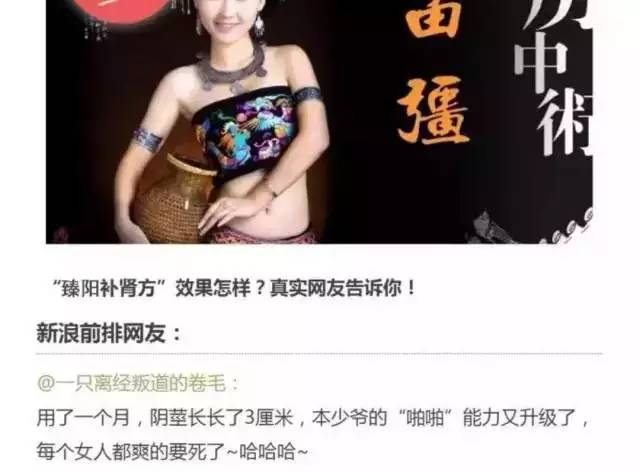 苗疆
房中術
“臻阳补肾方”效果怎样？真实网友告诉你！
新浪前排网友：
@一只离经叛道的卷毛：
用了一个月，阴茎长长了3厘米，本少爷的“啪啪”能力又升级了，
每个女人都爽的要死了~哈哈哈~